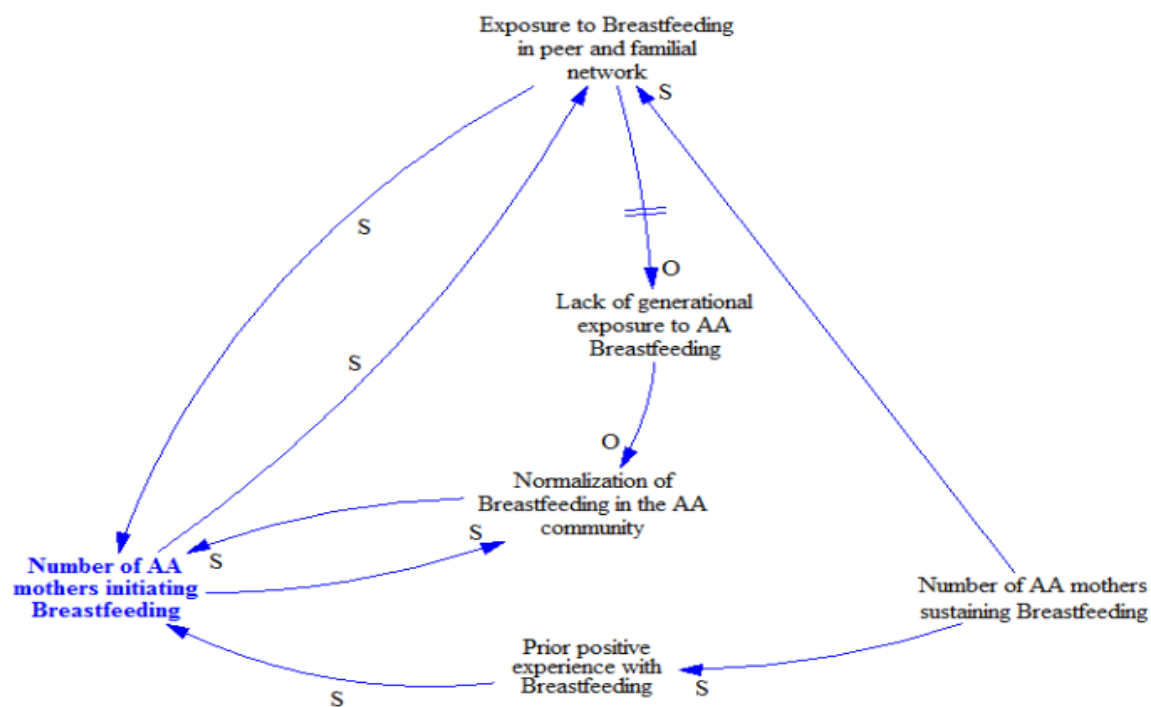 Exposure to Breastfeeding
in peer and familial
network
S
S
S
O
Lack of generational
exposure to AA
Breastfeeding
O
Normalization of
Breastfeeding in the AA
community
S
S
Number of AA
mothers initiating
Breastfeeding
Number of AA mothers
sustaining Breastfeeding
Prior positive
experience with
Breastfeeding
S
S